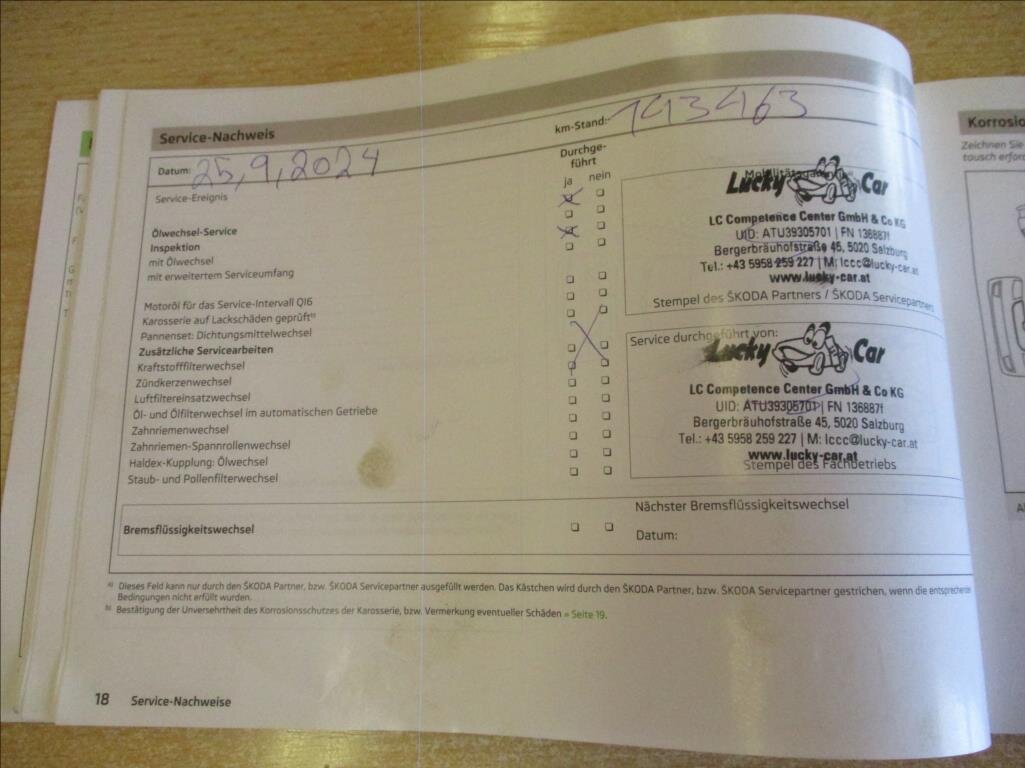 Service-Nachweis
km-Stand: 193463
Datum: 25,9,2024
Durchge-
führt
ja nein
Service-Ereignis
Ölwechsel-Service
Inspektion
mit Ölwechsel
mit erweitertem Serviceumfang
Motoröl für das Service-Intervall QI6
Karosserie auf Lackschäden geprüft b)
Pannenset: Dichtungsmittelwechsel
Zusätzliche Servicearbeiten
Kraftstofffilterwechsel
Zündkerzenwechsel
Luftfiltereinsatzwechsel
Öl- und Ölfilterwechsel im automatischen Getriebe
Zahnriemenwechsel
Zahnriemen-Spannrollenwechsel
Haldex-Kupplung: Ölwechsel
Staub- und Pollenfilterwechsel
Bremsflüssigkeitswechsel
Lucky Car
LC Competence Center GmbH & Co KG
UID: ATU39305701 | FN 136887f
Bergerbräuhofstraße 45, 5020 Salzburg
Tel.: +43 5958 259 227 | M: lccc@lucky-car.at
www.lucky-car.at
Stempel des ŠKODA Partners / ŠKODA Servicepartners
Service durchgeführt von:
Lucky Car
LC Competence Center GmbH & Co KG
UID: ATU39305701 | FN 136887f
Bergerbräuhofstraße 45, 5020 Salzburg
Tel.: +43 5958 259 227 | M: lccc@lucky-car.at
www.lucky-car.at
Stempel des Fachbetriebs
Nächster Bremsflüssigkeitswechsel
Datum:
a) Dieses Feld kann nur durch den ŠKODA Partner, bzw. ŠKODA Servicepartner ausgefüllt werden. Das Kästchen wird durch den ŠKODA Partner, bzw. ŠKODA Servicepartner gestrichen, wenn die entsprechenden
Bedingungen nicht erfüllt wurden.
b) Bestätigung der Unversehrtheit des Korrosionsschutzes der Karosserie, bzw. Vermerkung eventueller Schäden » Seite 19.
18 Service-Nachweise
Korrosio
Zeichnen Sie
tausch erfor